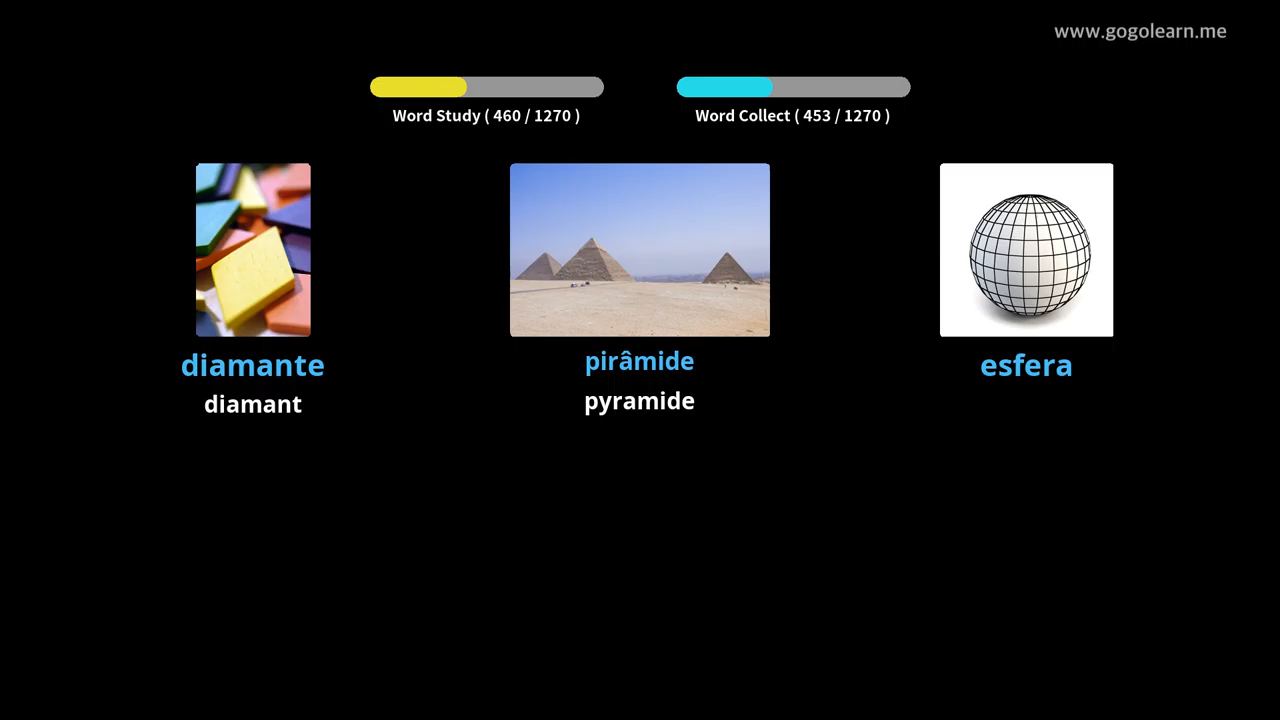 www.gogolearn.me
Word Study ( 460 / 1270 )
Word Collect ( 453 / 1270 )
diamante
diamant
pirâmide
pyramide
esfera